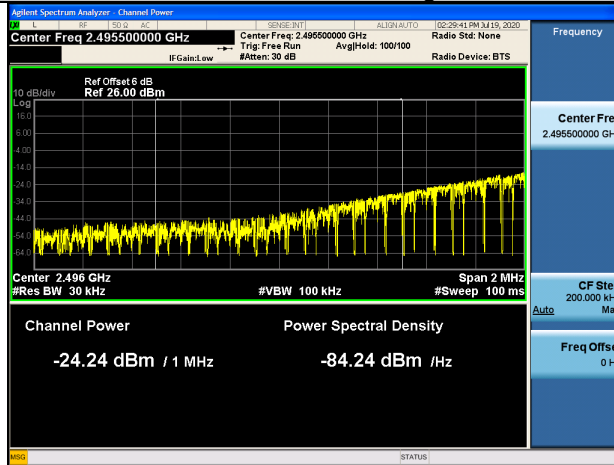 Agilent Spectrum Analyzer - Channel Power
LXI L RF 50 Ω AC SENSE:INT ALIGNAUTO 02:29:41 PM Jul 19, 2020
Center Freq 2.495500000 GHz
Center Freq: 2.495500000 GHz Radio Std: None
Trig: Free Run Avg|Hold: 100/100
IFGain:Low #Atten: 30 dB Radio Device: BTS
Ref Offset 6 dB
10 dB/div Ref 26.00 dBm
Log
16.0
6.00
-4.00
-14.0
-24.0
-34.0
-44.0
-54.0
-64.0
Center 2.496 GHz Span 2 MHz
#Res BW 30 kHz #VBW 100 kHz #Sweep 100 ms
Channel Power Power Spectral Density
-24.24 dBm / 1 MHz -84.24 dBm /Hz
MSG STATUS
Frequency
Center Fre
2.495500000 GH
CF Ste
200.000 kH
Auto Ma
Freq Offse
0 H